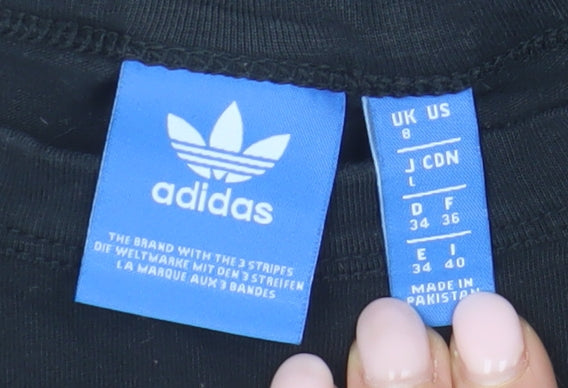 adidas
THE BRAND WITH THE 3 STRIPES
DIE WELTMARKE MIT DEN 3 STREIFEN
LA MARQUE AUX 3 BANDES
UK US
8
J CDN
L
D F
34 36
E I
34 40
MADE IN
PAKISTAN